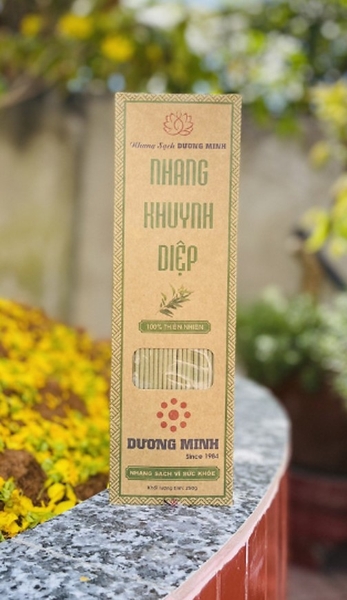 Nhang Sạch DƯƠNG MINH
NHANG
KHUYNH
DIỆP
100% THIÊN NHIÊN
DƯƠNG MINH
Since 1984
NHANG SẠCH VÌ SỨC KHỎE